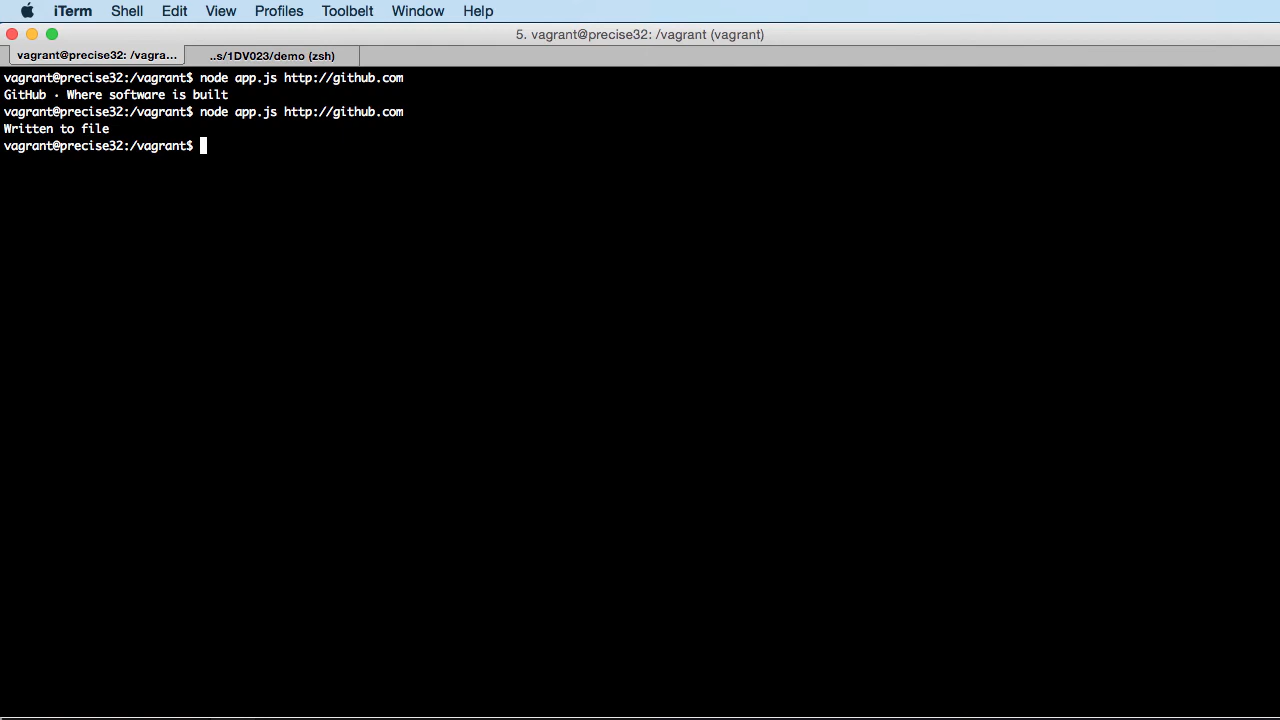 iTerm Shell Edit View Profiles Toolbelt Window Help
5. vagrant@precise32: /vagrant (vagrant)
vagrant@precise32: /vagra... ..s/1DV023/demo (zsh)
vagrant@precise32:/vagrant$ node app.js http://github.com
GitHub · Where software is built
vagrant@precise32:/vagrant$ node app.js http://github.com
Written to file
vagrant@precise32:/vagrant$